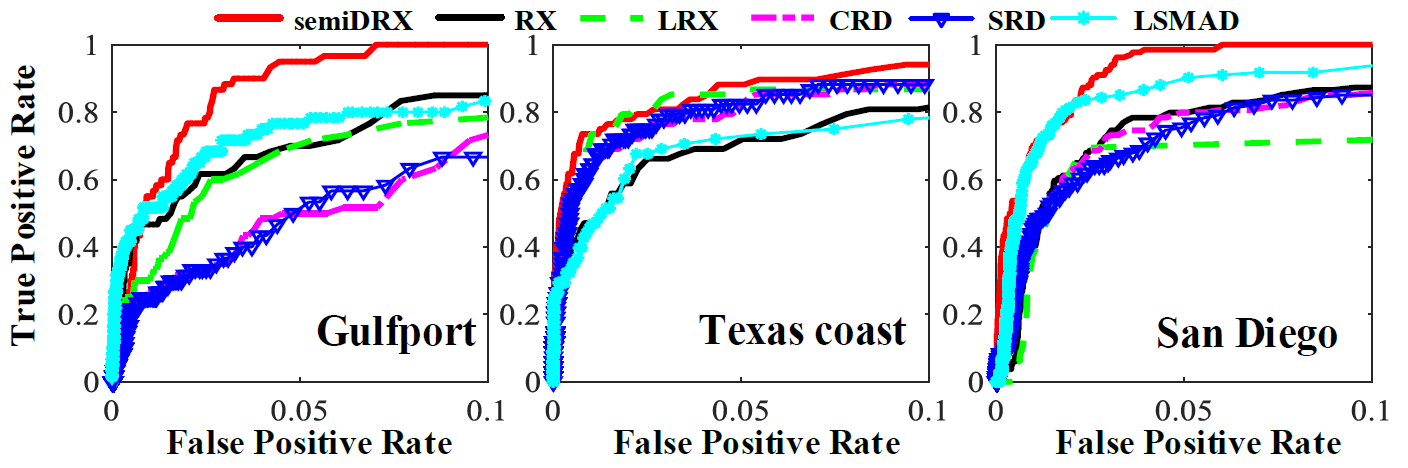 semiDRX RX LRX CRD SRD LSMAD
True Positive Rate
1
0.8
0.6
0.4
0.2
0
0 0.05 0.1
Gulfport
False Positive Rate
1
0.8
0.6
0.4
0.2
0
0 0.05 0.1
Texas coast
False Positive Rate
1
0.8
0.6
0.4
0.2
0
0 0.05 0.1
San Diego
False Positive Rate